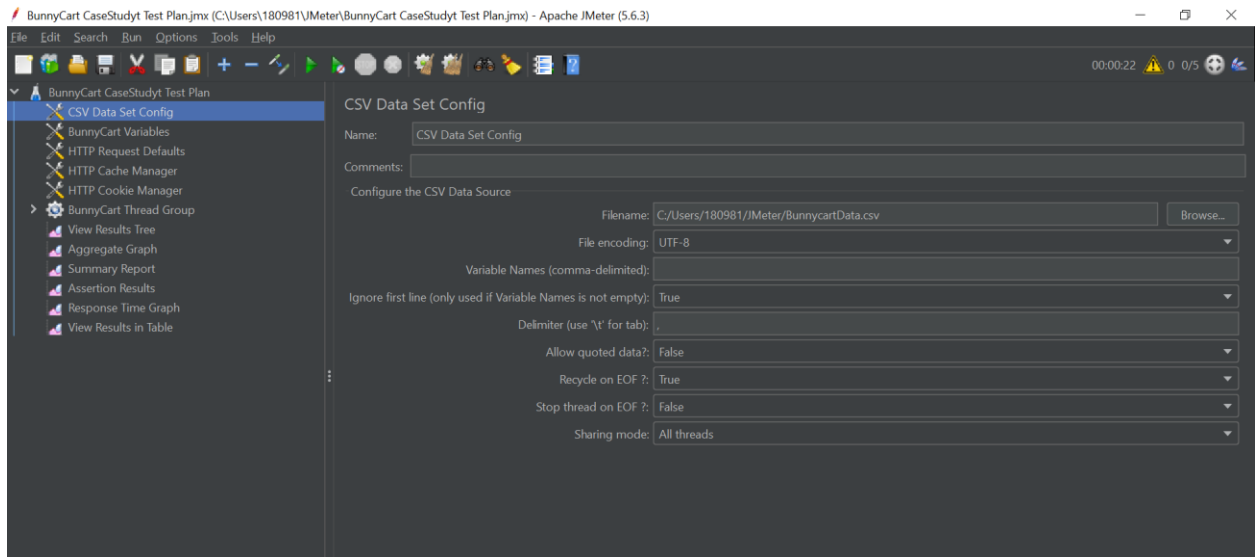 BunnyCart CaseStudyt Test Plan.jmx (C:\Users\180981\JMeter\BunnyCart CaseStudyt Test Plan.jmx) - Apache JMeter (5.6.3)
File Edit Search Run Options Tools Help
00:00:22 0 0/5
BunnyCart CaseStudyt Test Plan
CSV Data Set Config
BunnyCart Variables
HTTP Request Defaults
HTTP Cache Manager
HTTP Cookie Manager
BunnyCart Thread Group
View Results Tree
Aggregate Graph
Summary Report
Assertion Results
Response Time Graph
View Results in Table
CSV Data Set Config
Name: CSV Data Set Config
Comments:
Configure the CSV Data Source
Filename: C:/Users/180981/JMeter/BunnycartData.csv Browse...
File encoding: UTF-8
Variable Names (comma-delimited):
Ignore first line (only used if Variable Names is not empty): True
Delimiter (use '\t' for tab): ,
Allow quoted data?: False
Recycle on EOF ?: True
Stop thread on EOF ?: False
Sharing mode: All threads